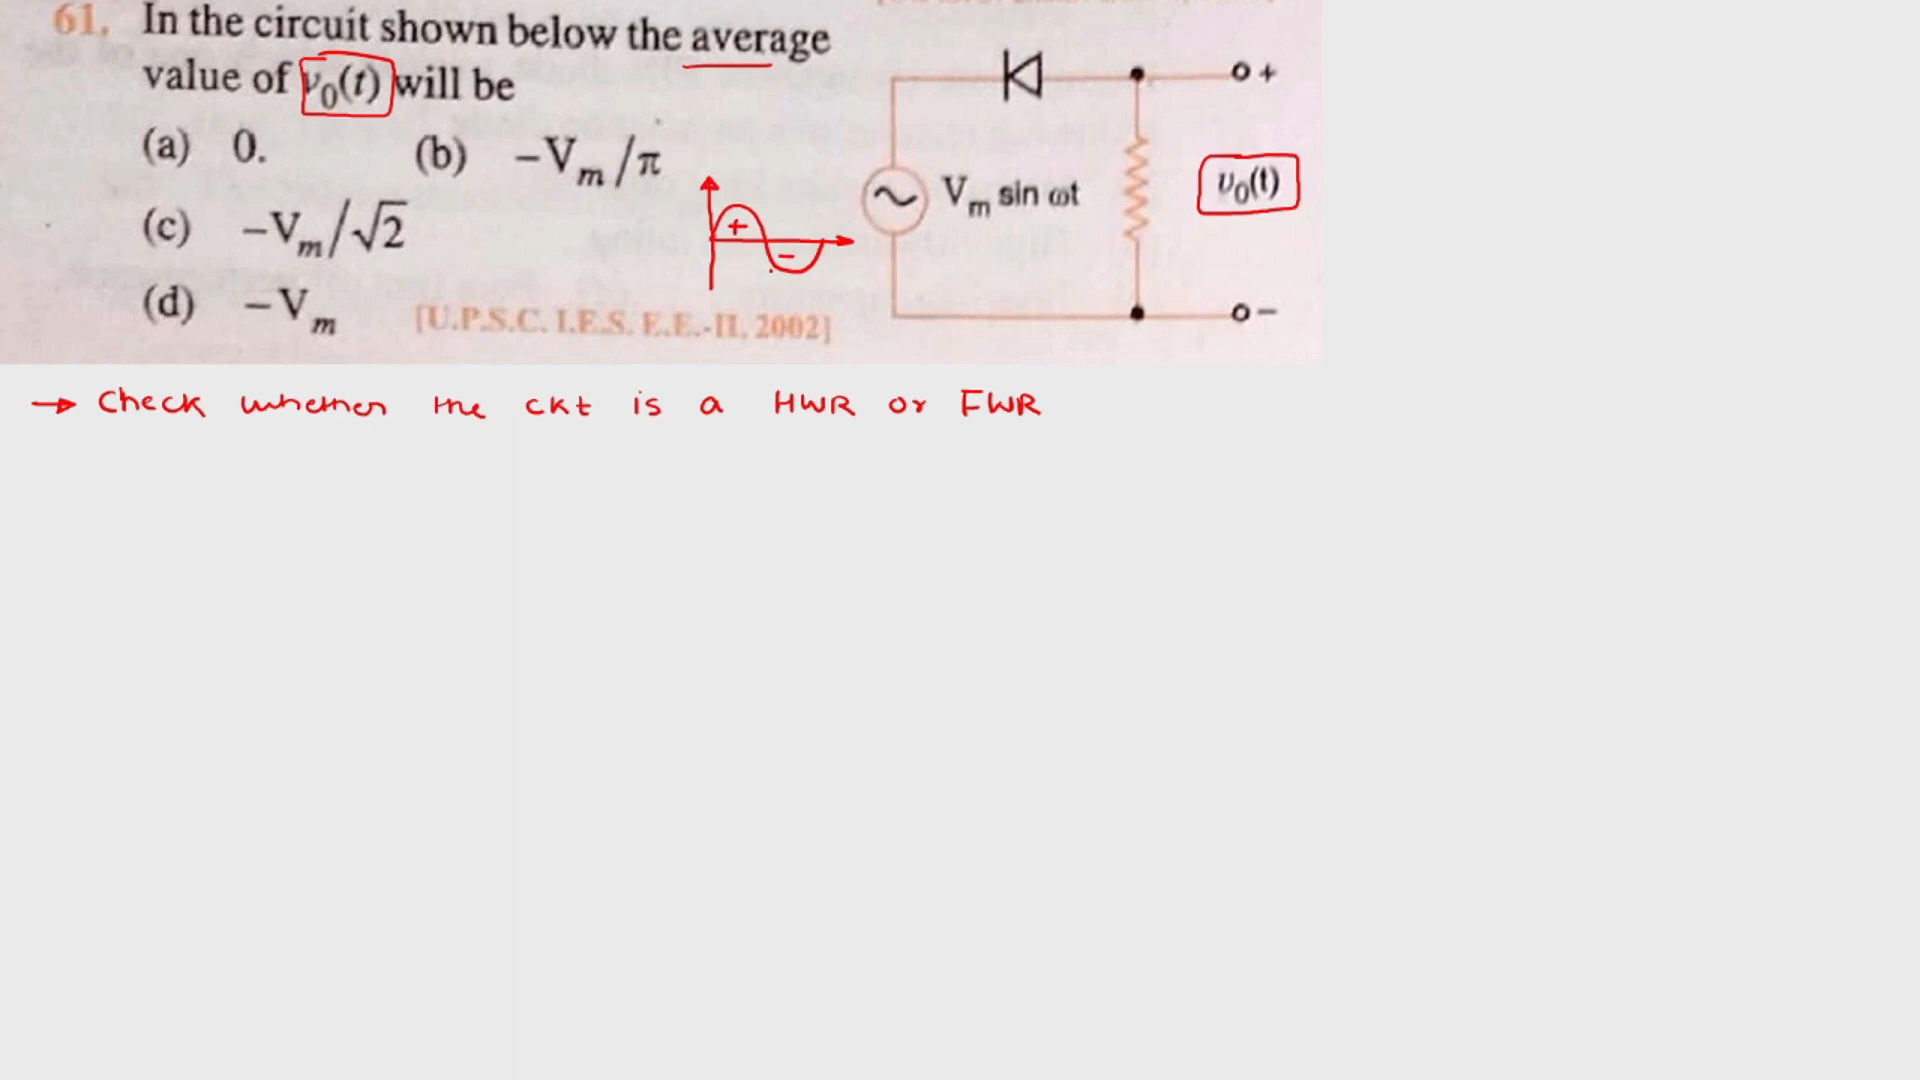 61. In the circuit shown below the average
value of v₀(t) will be
(a) 0. (b) −Vₘ/π
(c) −Vₘ/√2
(d) −Vₘ [U.P.S.C. I.E.S. E.E.-II, 2002]
+
−
Vₘ sin ωt
υ₀(t)
+
−
→ Check whether the ckt is a HWR or FWR